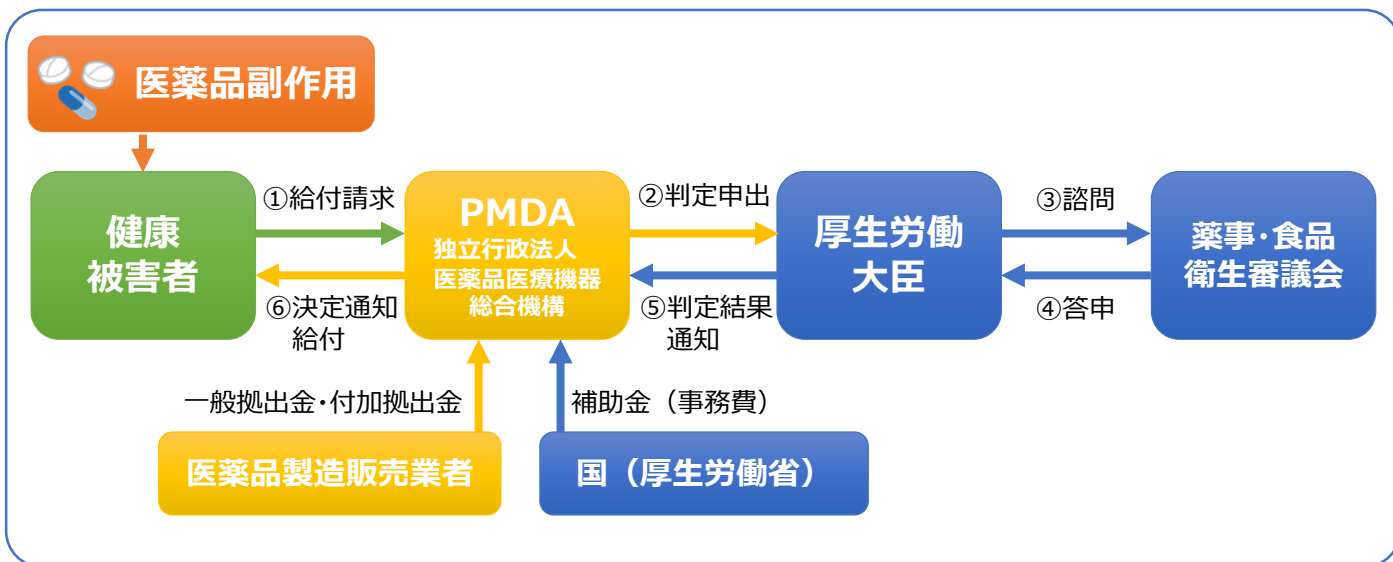 医薬品副作用
健康
被害者
①給付請求
⑥決定通知
給付
PMDA
独立行政法人
医薬品医療機器
総合機構
②判定申出
⑤判定結果
通知
厚生労働
大臣
③諮問
④答申
薬事・食品
衛生審議会
一般拠出金・付加拠出金
補助金（事務費）
医薬品製造販売業者
国（厚生労働省）